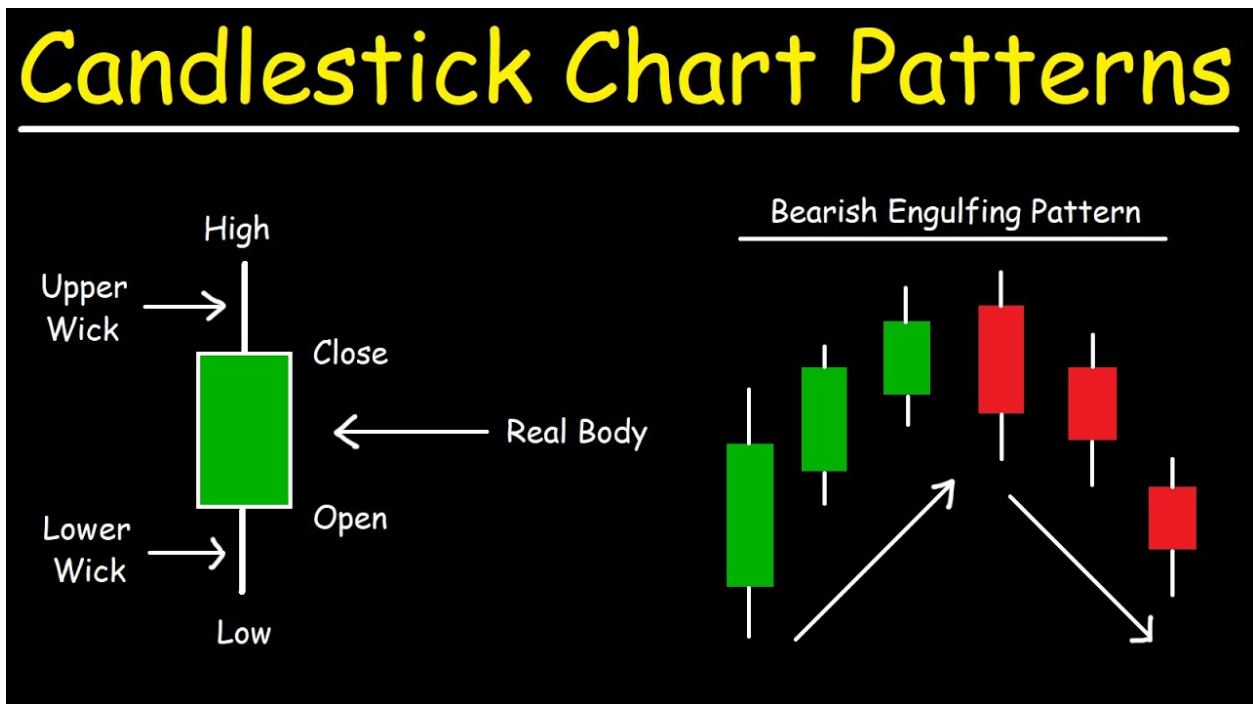 Candlestick Chart Patterns
High
Upper
Wick
Close
Real Body
Open
Lower
Wick
Low
Bearish Engulfing Pattern